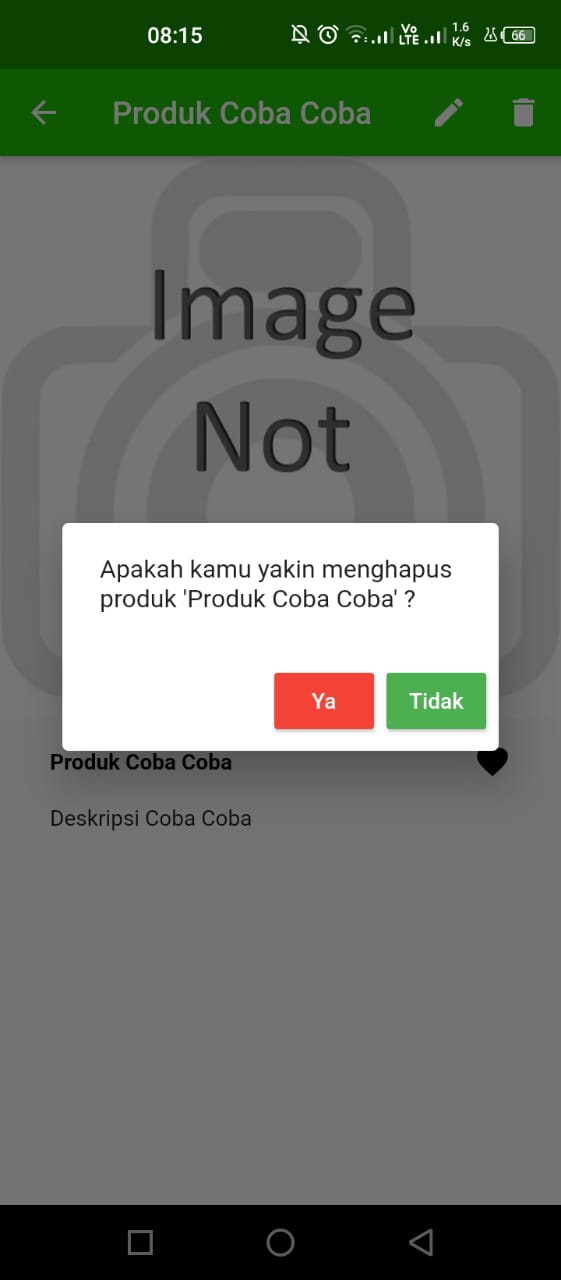 08:15
Vo
LTE
1.6
K/s
66
Produk Coba Coba
Image
Not
Apakah kamu yakin menghapus
produk 'Produk Coba Coba' ?
Ya
Tidak
Produk Coba Coba
Deskripsi Coba Coba